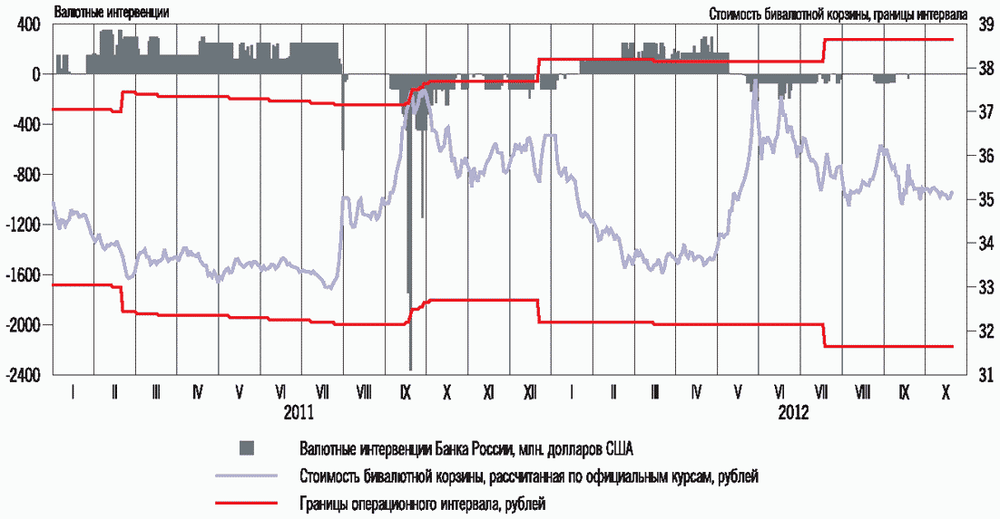 Валютные интервенции
Стоимость бивалютной корзины, границы интервала
400 39
0 38
-400 37
-800 36
-1200 35
-1600 34
-2000 33
-2400 32
31
I II III IV V VI VII VIII IX X XI XII I II III IV V VI VII VIII IX X
2011 2012
Валютные интервенции Банка России, млн. долларов США
Стоимость бивалютной корзины, рассчитанная по официальным курсам, рублей
Границы операционного интервала, рублей